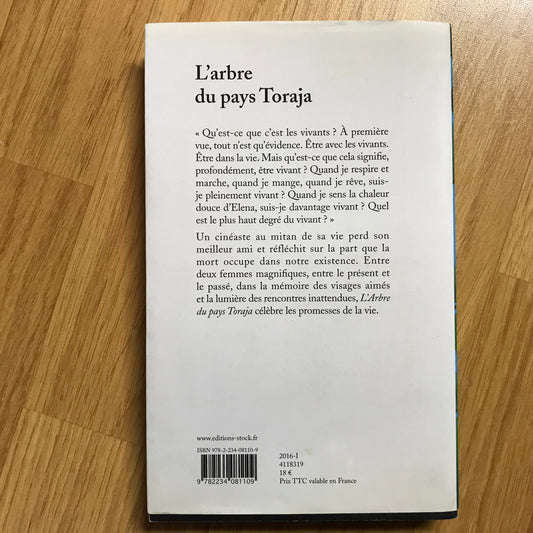 L'arbre
du pays Toraja
« Qu'est-ce que c'est les vivants ? À première
vue, tout n'est qu'évidence. Être avec les vivants.
Être dans la vie. Mais qu'est-ce que cela signifie,
profondément, être vivant ? Quand je respire et
marche, quand je mange, quand je rêve, suis-
je pleinement vivant ? Quand je sens la chaleur
douce d'Elena, suis-je davantage vivant ? Quel
est le plus haut degré du vivant ? »
Un cinéaste au mitan de sa vie perd son
meilleur ami et réfléchit sur la part que la
mort occupe dans notre existence. Entre
deux femmes magnifiques, entre le présent et
le passé, dans la mémoire des visages aimés
et la lumière des rencontres inattendues, L'Arbre
du pays Toraja célèbre les promesses de la vie.
www.editions-stock.fr
ISBN 978-2-234-08110-9
9 782234 081109
2016-I
4118319
18 €
Prix TTC valable en France